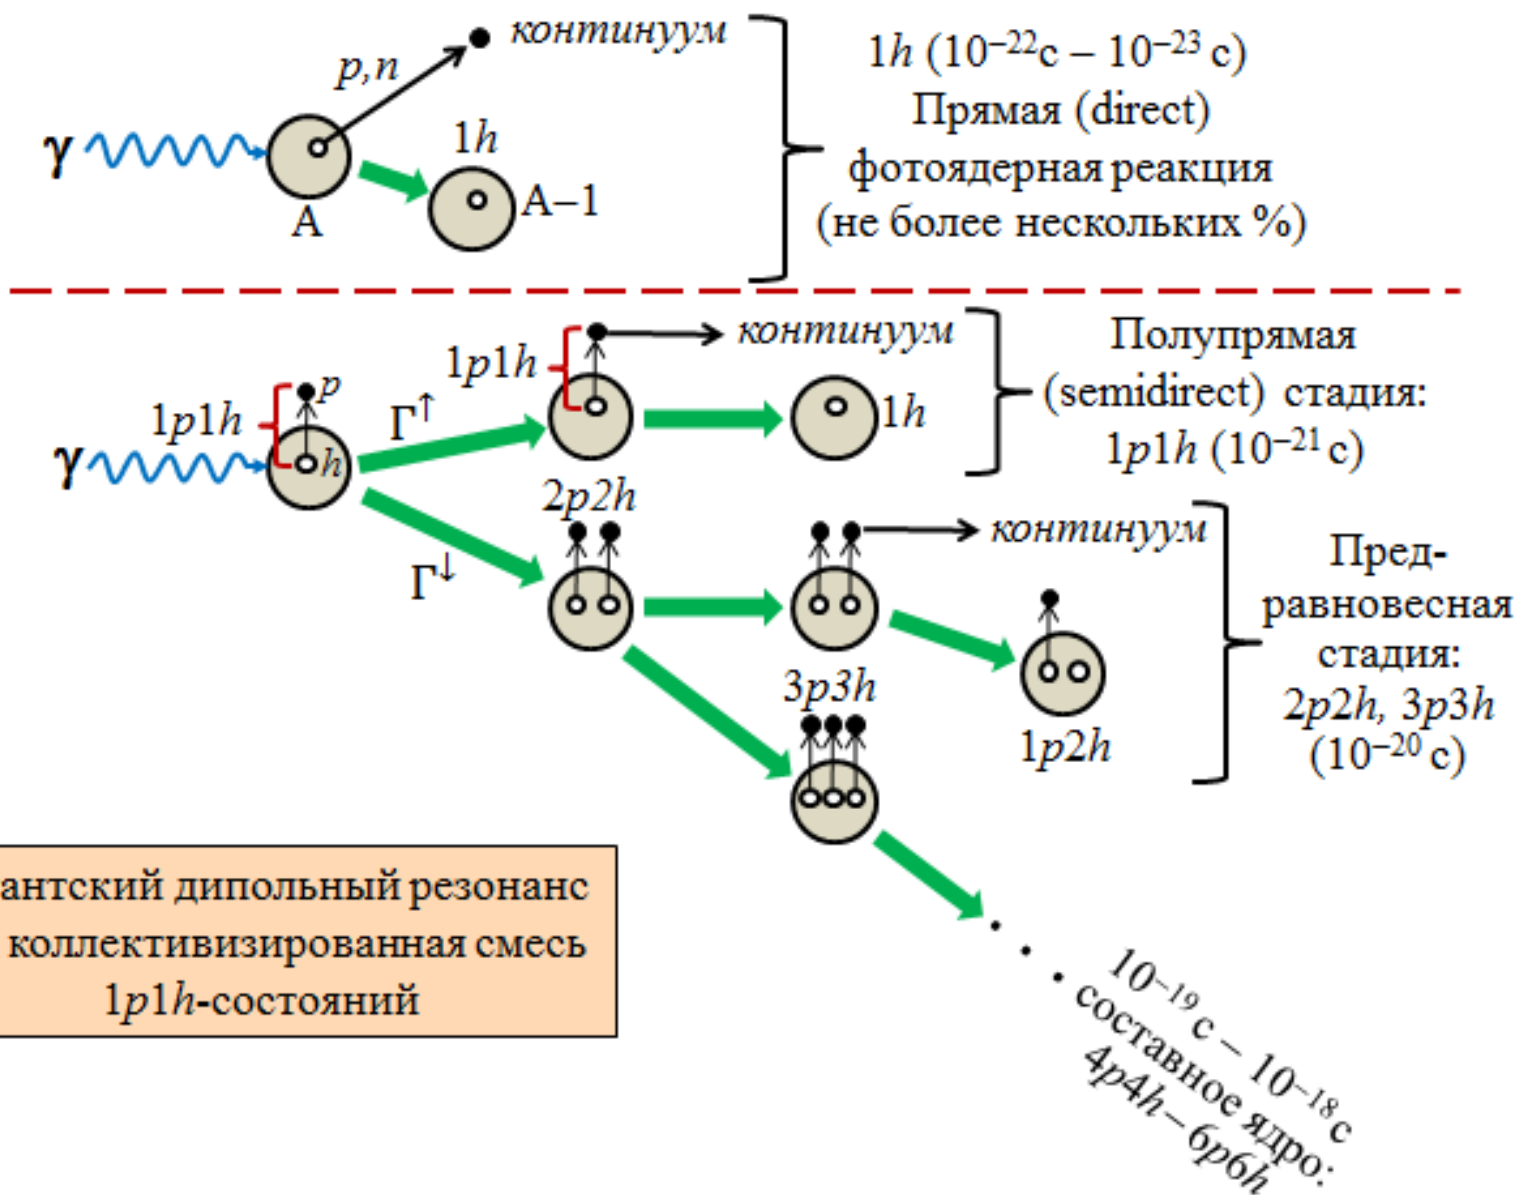 континуум
p,n
γ
A
1h
A–1
1h (10⁻²²с – 10⁻²³ с)
Прямая (direct)
фотоядерная реакция
(не более нескольких %)
1p1h
p
h
γ
Γ↑
Γ↓
1p1h
континуум
1h
Полупрямая
(semidirect) стадия:
1p1h (10⁻²¹ с)
2p2h
континуум
1p2h
3p3h
Пред-
равновесная
стадия:
2p2h, 3p3h
(10⁻²⁰ с)
. . .
10⁻¹⁹ с – 10⁻¹⁸ с
составное ядро:
4p4h – 6p6h
антский дипольный резонанс
коллективизированная смесь
1p1h-состояний